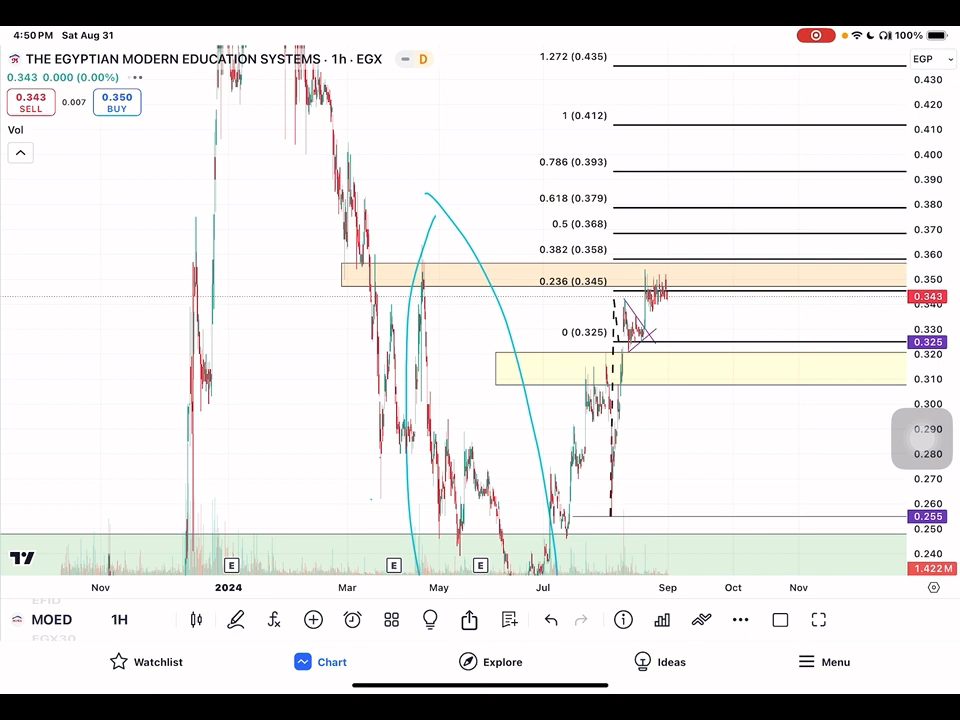 4:50 PM Sat Aug 31
100%
THE EGYPTIAN MODERN EDUCATION SYSTEMS · 1h · EGX
D
EGP
0.343 0.000 (0.00%)
0.343
SELL
0.007
0.350
BUY
Vol
1.272 (0.435)
1 (0.412)
0.786 (0.393)
0.618 (0.379)
0.5 (0.368)
0.382 (0.358)
0.236 (0.345)
0 (0.325)
0.430
0.420
0.410
0.400
0.390
0.380
0.370
0.360
0.350
0.343
0.330
0.325
0.320
0.310
0.300
0.290
0.280
0.270
0.260
0.255
0.250
0.240
1.422 M
E
E
E
Nov
2024
Mar
May
Jul
Sep
Oct
Nov
EFID
MOED
1H
EGX30
Watchlist
Chart
Explore
Ideas
Menu